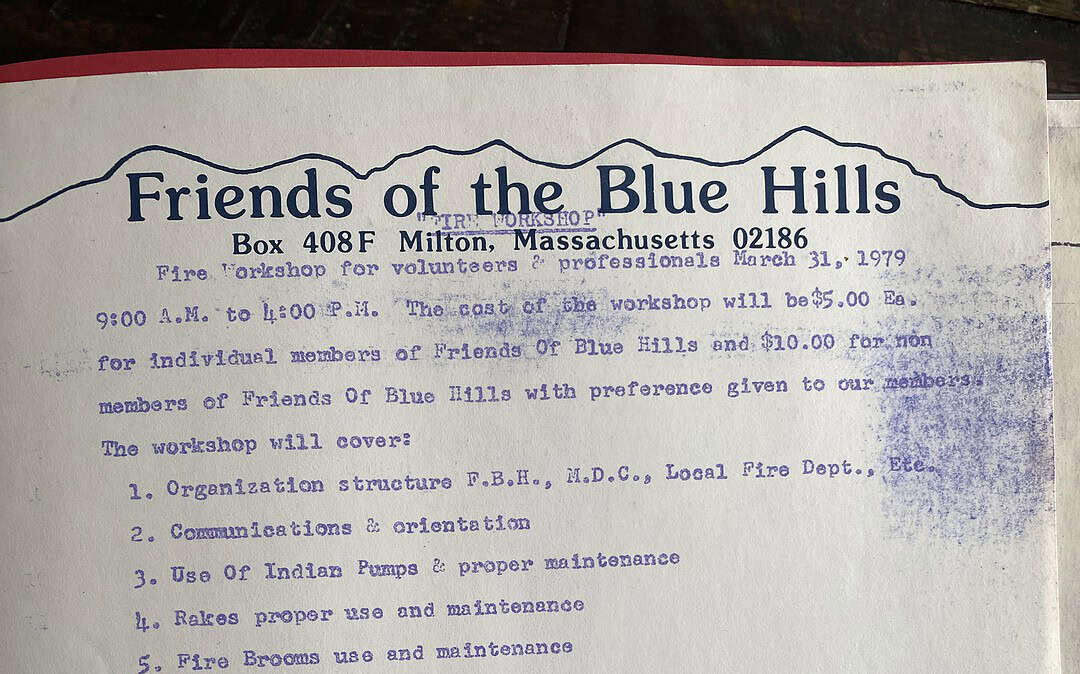 Friends of the Blue Hills
"FIRE WORKSHOP"
Box 408F Milton, Massachusetts 02186
Fire Workshop for volunteers & professionals March 31, 1979
9:00 A.M. to 4:00 P.M. The cost of the workshop will be $5.00 Ea.
for individual members of Friends Of Blue Hills and $10.00 for non
members of Friends Of Blue Hills with preference given to our members.
The workshop will cover:
1. Organization structure F.B.H., M.D.C., Local Fire Dept., Etc.
2. Communications & orientation
3. Use Of Indian Pumps & proper maintenance
4. Rakes proper use and maintenance
5. Fire Brooms use and maintenance